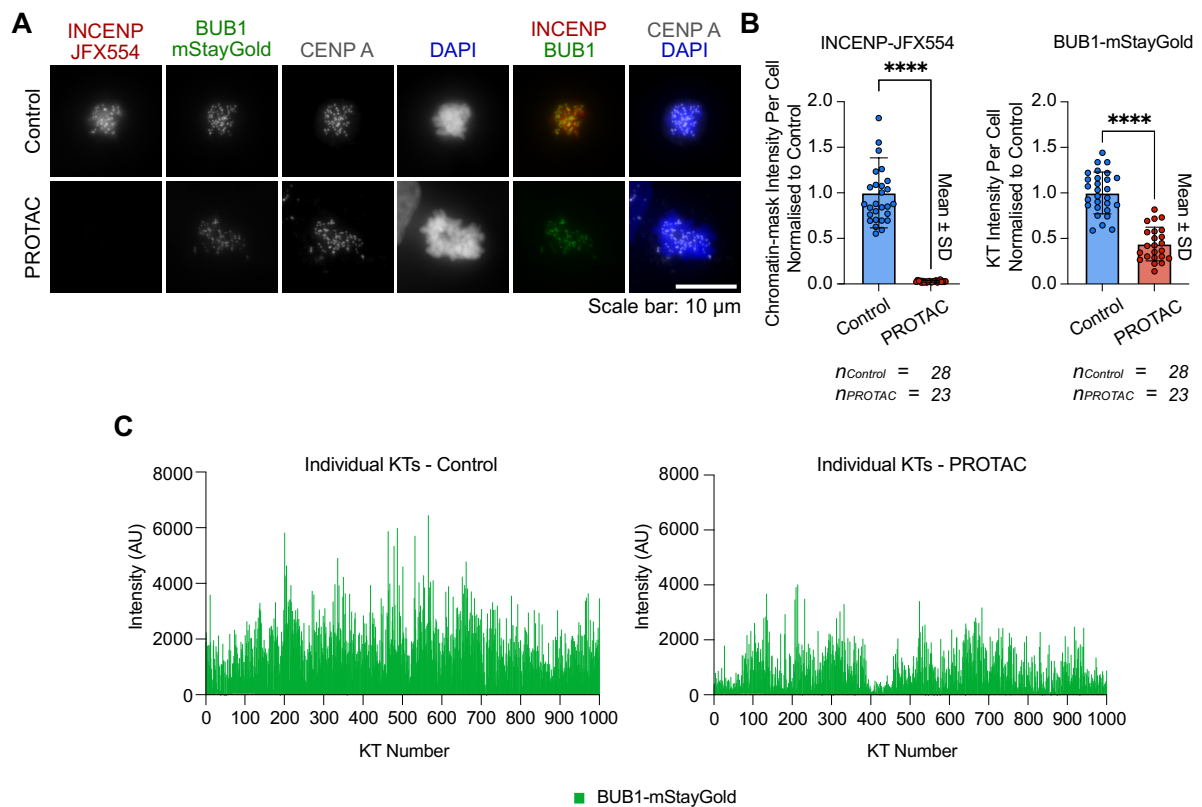 A
INCENP
JFX554
BUB1
mStayGold
CENP A
DAPI
INCENP
BUB1
CENP A
DAPI
Control
PROTAC
Scale bar: 10 µm
B
INCENP-JFX554
****
Chromatin-mask Intensity Per Cell
Normalised to Control
2.0
1.5
1.0
0.5
0.0
Mean ± SD
Control
PROTAC
nControl = 28
nPROTAC = 23
BUB1-mStayGold
****
KT Intensity Per Cell
Normalised to Control
2.0
1.5
1.0
0.5
0.0
Mean ± SD
Control
PROTAC
nControl = 28
nPROTAC = 23
C
Individual KTs - Control
Intensity (AU)
8000
6000
4000
2000
0
0 100 200 300 400 500 600 700 800 900 1000
KT Number
Individual KTs - PROTAC
Intensity (AU)
8000
6000
4000
2000
0
0 100 200 300 400 500 600 700 800 900 1000
KT Number
BUB1-mStayGold